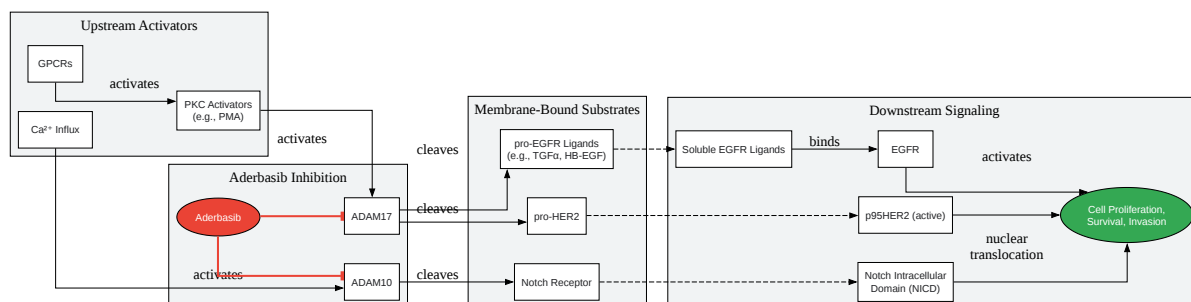 Upstream Activators
GPCRs
activates
PKC Activators
(e.g., PMA)
Ca²⁺ Influx
activates
Aderbasib Inhibition
Aderbasib
ADAM17
activates
ADAM10
Membrane-Bound Substrates
cleaves
pro-EGFR Ligands
(e.g., TGFα, HB-EGF)
cleaves
pro-HER2
cleaves
Notch Receptor
Downstream Signaling
Soluble EGFR Ligands
binds
EGFR
activates
p95HER2 (active)
Cell Proliferation,
Survival, Invasion
nuclear
translocation
Notch Intracellular
Domain (NICD)